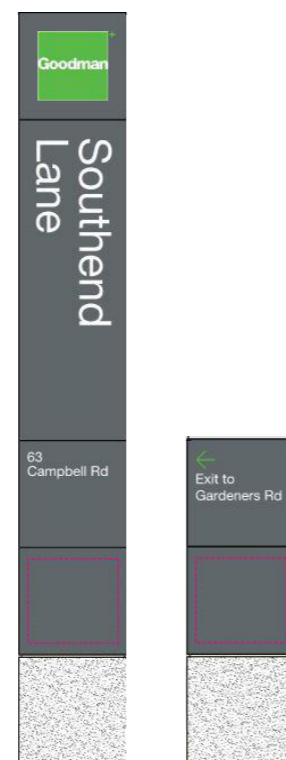 Goodman
Southend
Lane
63
Campbell Rd
Exit to
Gardeners Rd